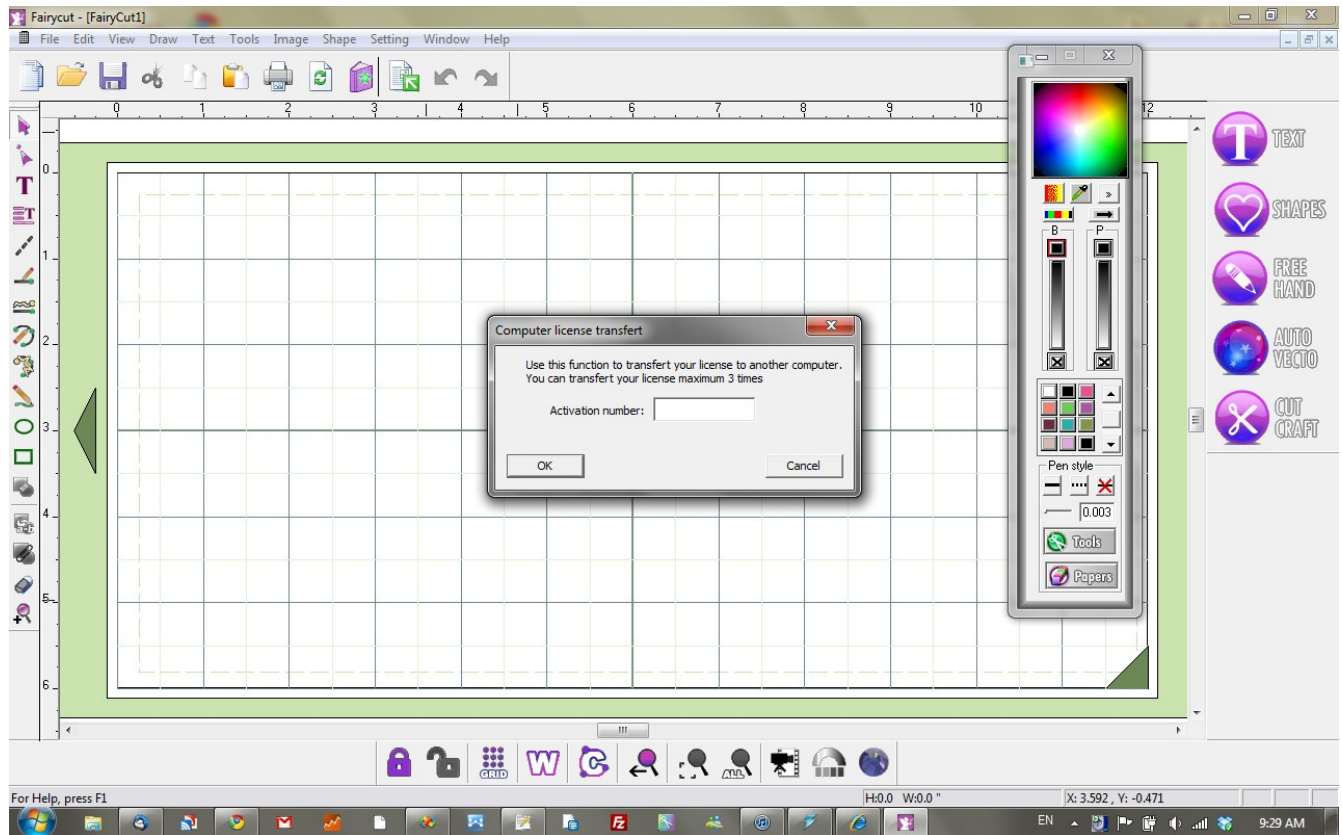 Fairycut - [FairyCut1]
File Edit View Draw Text Tools Image Shape Setting Window Help
0 1 2 3 4 5 6 7 8 9 10 12
TEXT
SHAPES
FREE
HAND
AUTO
VECTO
CUT
CRAFT
0
1
2
3
4
5
6
T
T
Computer license transfert
Use this function to transfert your license to another computer.
You can transfert your license maximum 3 times
Activation number:
OK Cancel
B P
Pen style
0.003
Tools
Papers
GRID W C ALL
For Help, press F1 H:0.0 W:0.0 " X: 3.592 , Y: -0.471
EN 9:29 AM